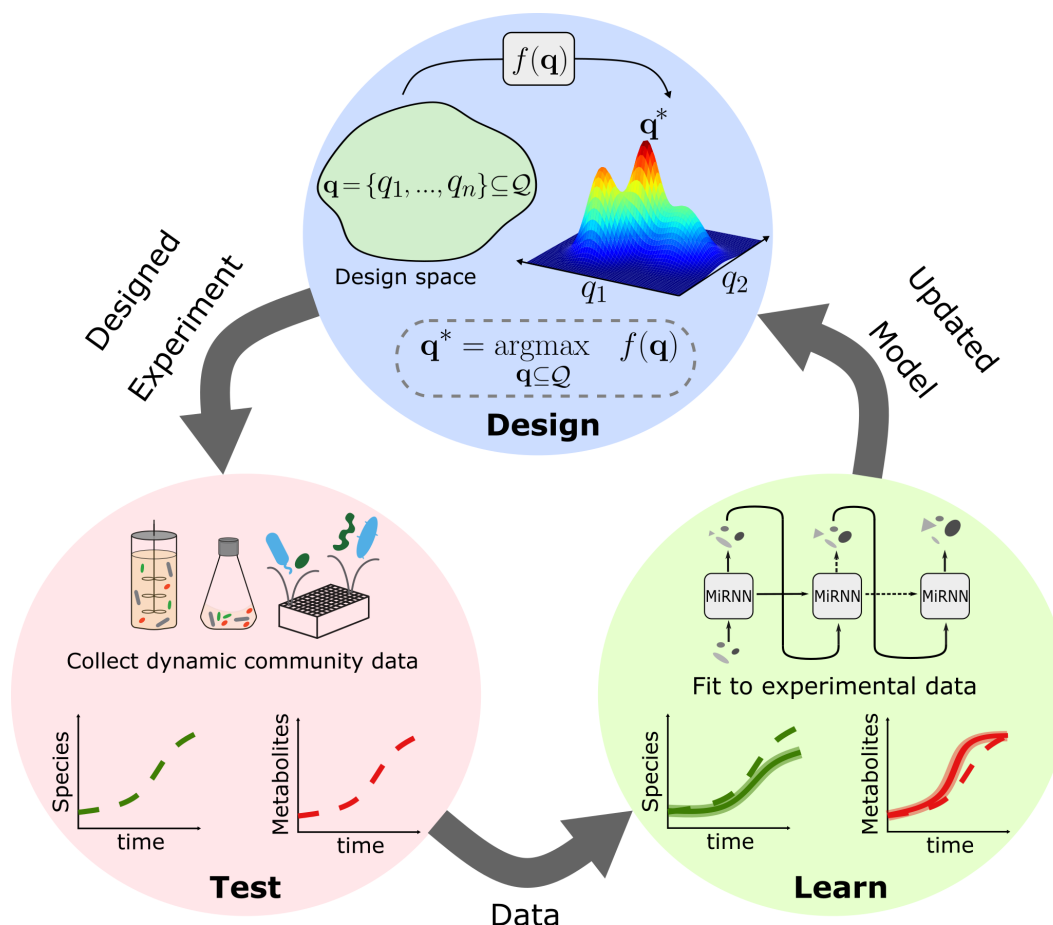 f(q)
q*
q = {q₁, ..., qₙ} ⊆ 𝒬
Design space
q₁
q₂
q* = argmax f(q)
q⊆𝒬
Design
Designed
Experiment
Updated
Model
Collect dynamic community data
Species
time
Metabolites
time
Test
Data
MiRNN
MiRNN
MiRNN
Fit to experimental data
Species
time
Metabolites
time
Learn